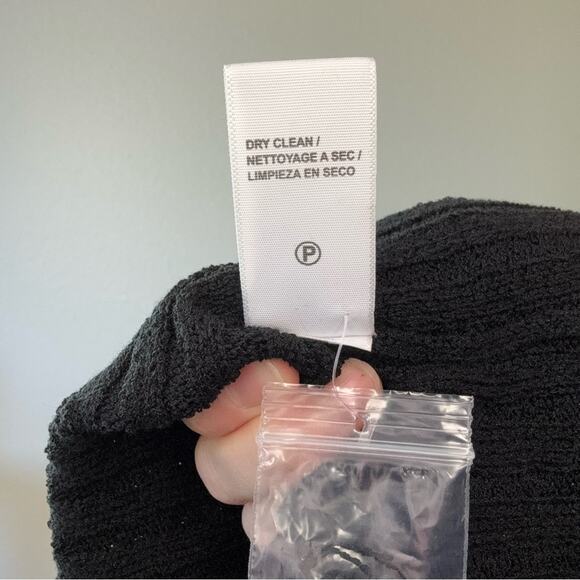 DRY CLEAN /
NETTOYAGE A SEC /
LIMPIEZA EN SECO
P